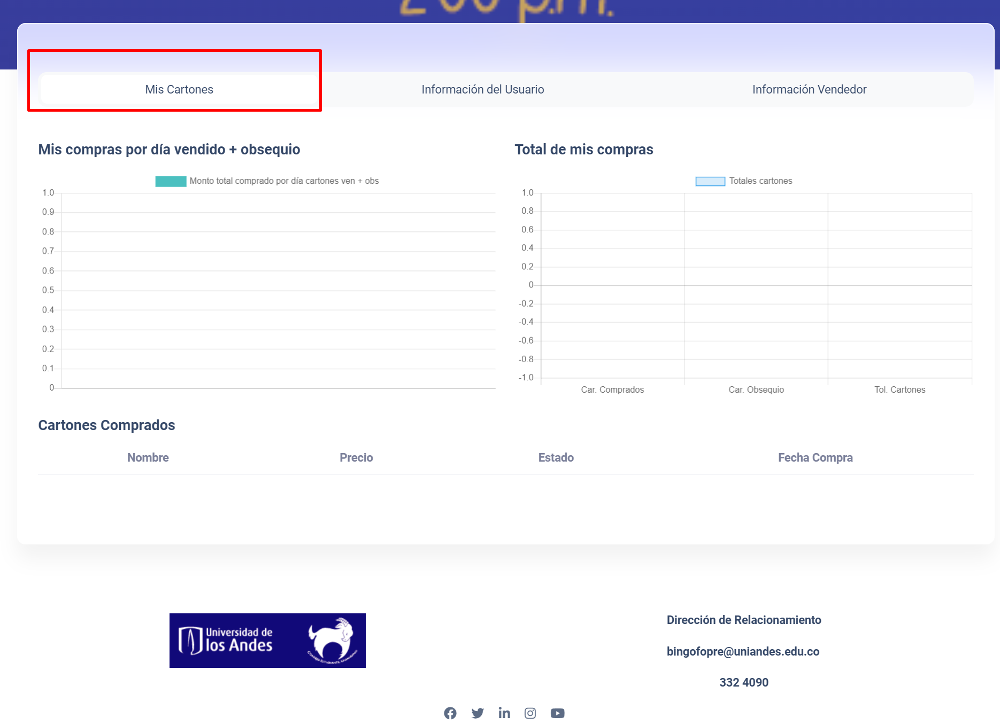 2:00 p.m.
Mis Cartones
Información del Usuario
Información Vendedor
Mis compras por día vendido + obsequio
Total de mis compras
Monto total comprado por día cartones ven + obs
1.0
0.9
0.8
0.7
0.6
0.5
0.4
0.3
0.2
0.1
0
Totales cartones
1.0
0.8
0.6
0.4
0.2
0
-0.2
-0.4
-0.6
-0.8
-1.0
Car. Comprados
Car. Obsequio
Tol. Cartones
Cartones Comprados
Nombre Precio Estado Fecha Compra
Universidad de
los Andes
Dirección de Relacionamiento
bingofopre@uniandes.edu.co
332 4090